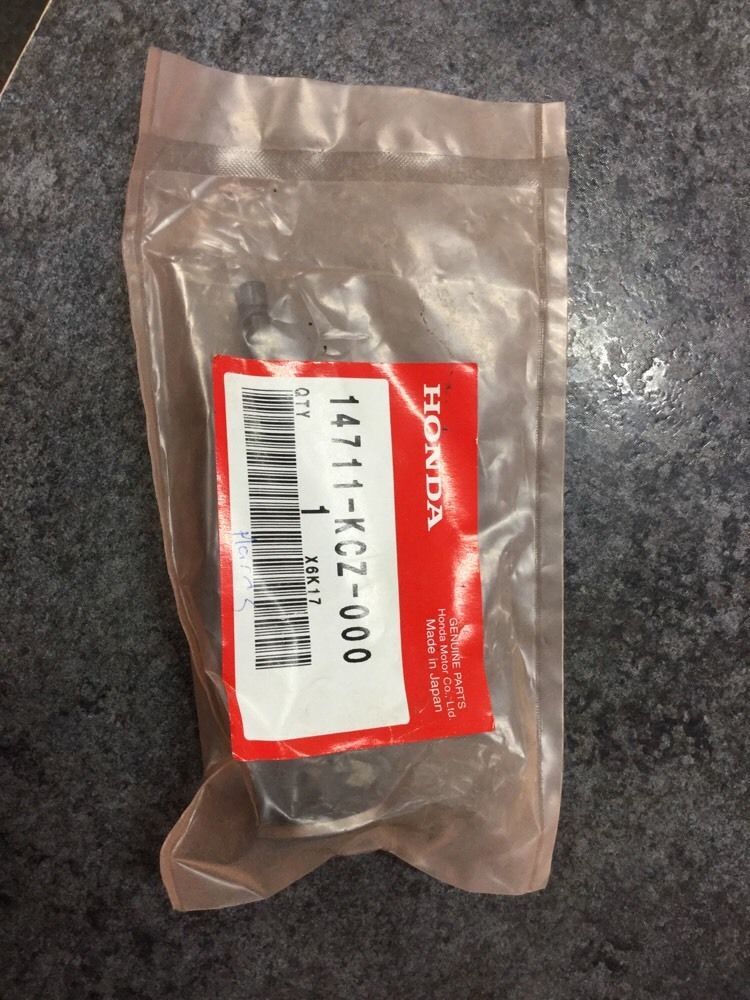 HONDA
GENUINE PARTS
Honda Motor Co., Ltd.
Made in Japan
14711-KCZ-000
QTY 1 X6K17